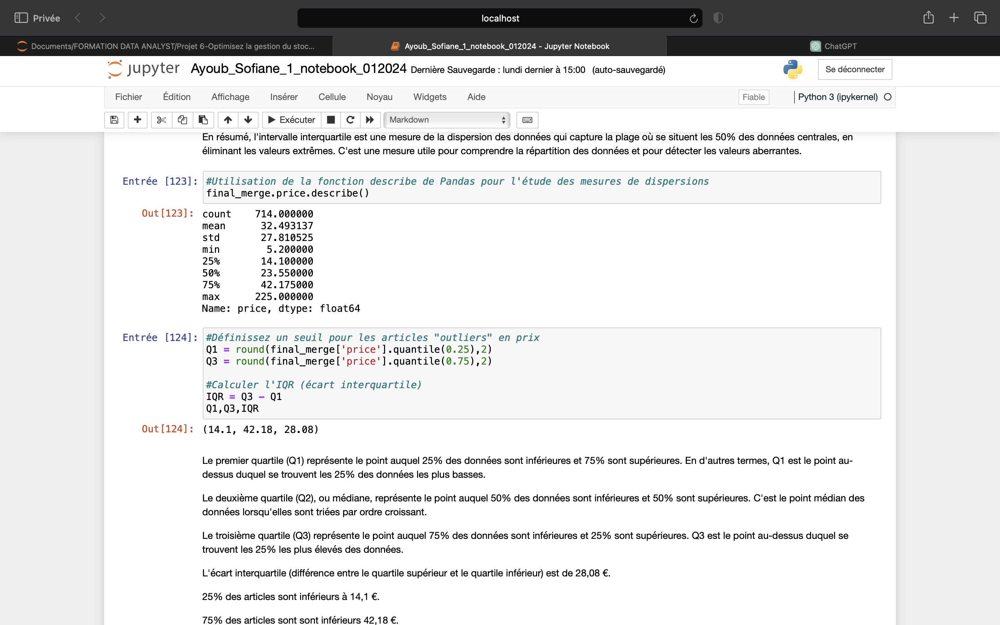 Privée
localhost
Documents/FORMATION DATA ANALYST/Projet 6-Optimisez la gestion du stoc...
Ayoub_Sofiane_1_notebook_012024 - Jupyter Notebook
ChatGPT
jupyter Ayoub_Sofiane_1_notebook_012024 Dernière Sauvegarde : lundi dernier à 15:00 (auto-sauvegardé)
Se déconnecter
Fichier Édition Affichage Insérer Cellule Noyau Widgets Aide
Fiable
Python 3 (ipykernel)
Exécuter
Markdown
En résumé, l'intervalle interquartile est une mesure de la dispersion des données qui capture la plage où se situent les 50% des données centrales, en
éliminant les valeurs extrêmes. C'est une mesure utile pour comprendre la répartition des données et pour détecter les valeurs aberrantes.
Entrée [123]: #Utilisation de la fonction describe de Pandas pour l'étude des mesures de dispersions
final_merge.price.describe()
Out[123]: count 714.000000
mean 32.493137
std 27.810525
min 5.200000
25% 14.100000
50% 23.550000
75% 42.175000
max 225.000000
Name: price, dtype: float64
Entrée [124]: #Définissez un seuil pour les articles "outliers" en prix
Q1 = round(final_merge['price'].quantile(0.25),2)
Q3 = round(final_merge['price'].quantile(0.75),2)
#Calculer l'IQR (écart interquartile)
IQR = Q3 - Q1
Q1,Q3,IQR
Out[124]: (14.1, 42.18, 28.08)
Le premier quartile (Q1) représente le point auquel 25% des données sont inférieures et 75% sont supérieures. En d'autres termes, Q1 est le point au-
dessus duquel se trouvent les 25% des données les plus basses.
Le deuxième quartile (Q2), ou médiane, représente le point auquel 50% des données sont inférieures et 50% sont supérieures. C'est le point médian des
données lorsqu'elles sont triées par ordre croissant.
Le troisième quartile (Q3) représente le point auquel 75% des données sont inférieures et 25% sont supérieures. Q3 est le point au-dessus duquel se
trouvent les 25% les plus élevés des données.
L'écart interquartile (différence entre le quartile supérieur et le quartile inférieur) est de 28,08 €.
25% des articles sont inférieurs à 14,1 €.
75% des articles sont sont inférieurs 42,18 €.